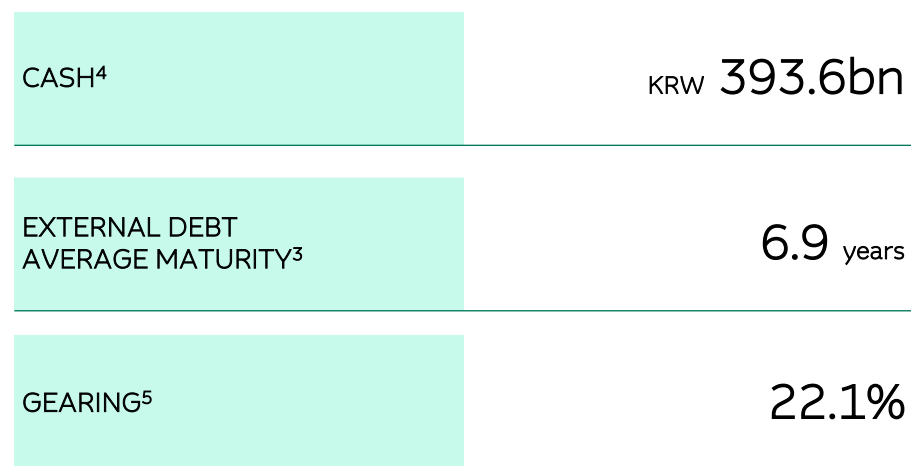 CASH⁴
KRW 393.6bn
EXTERNAL DEBT
AVERAGE MATURITY³
6.9 years
GEARING⁵
22.1%